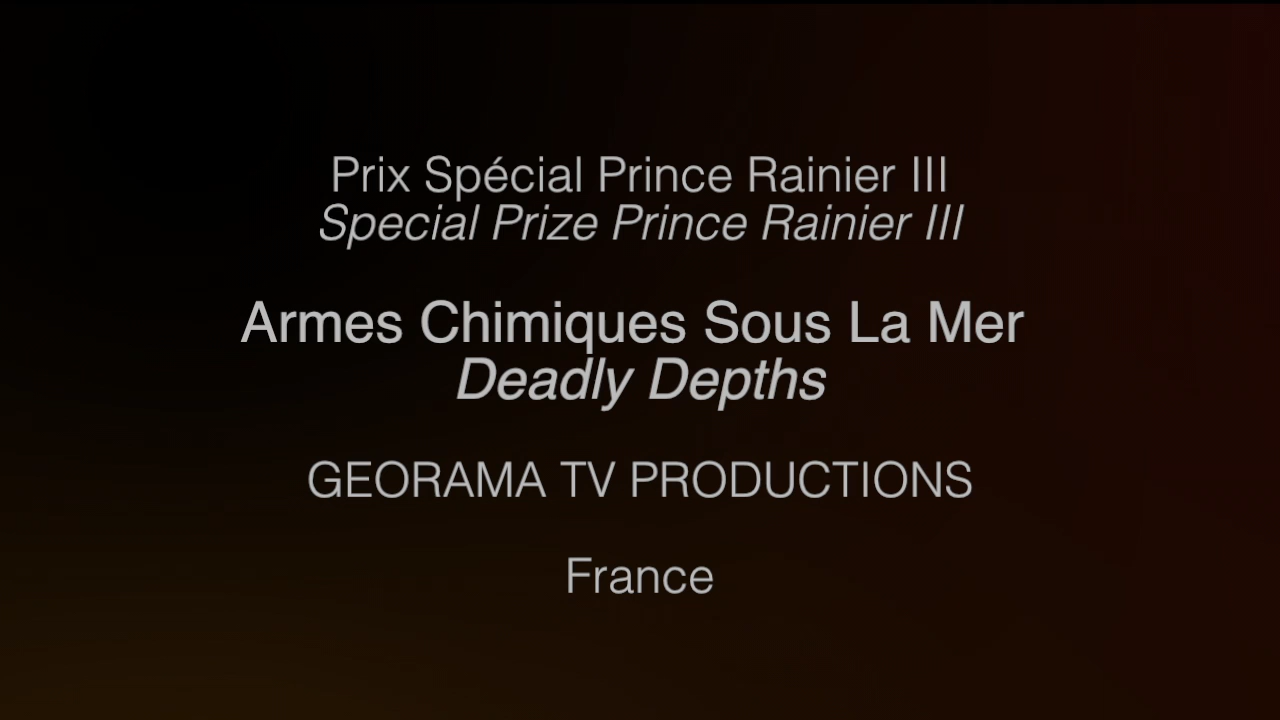 Prix Spécial Prince Rainier III
Special Prize Prince Rainier III
Armes Chimiques Sous La Mer
Deadly Depths
GEORAMA TV PRODUCTIONS
France